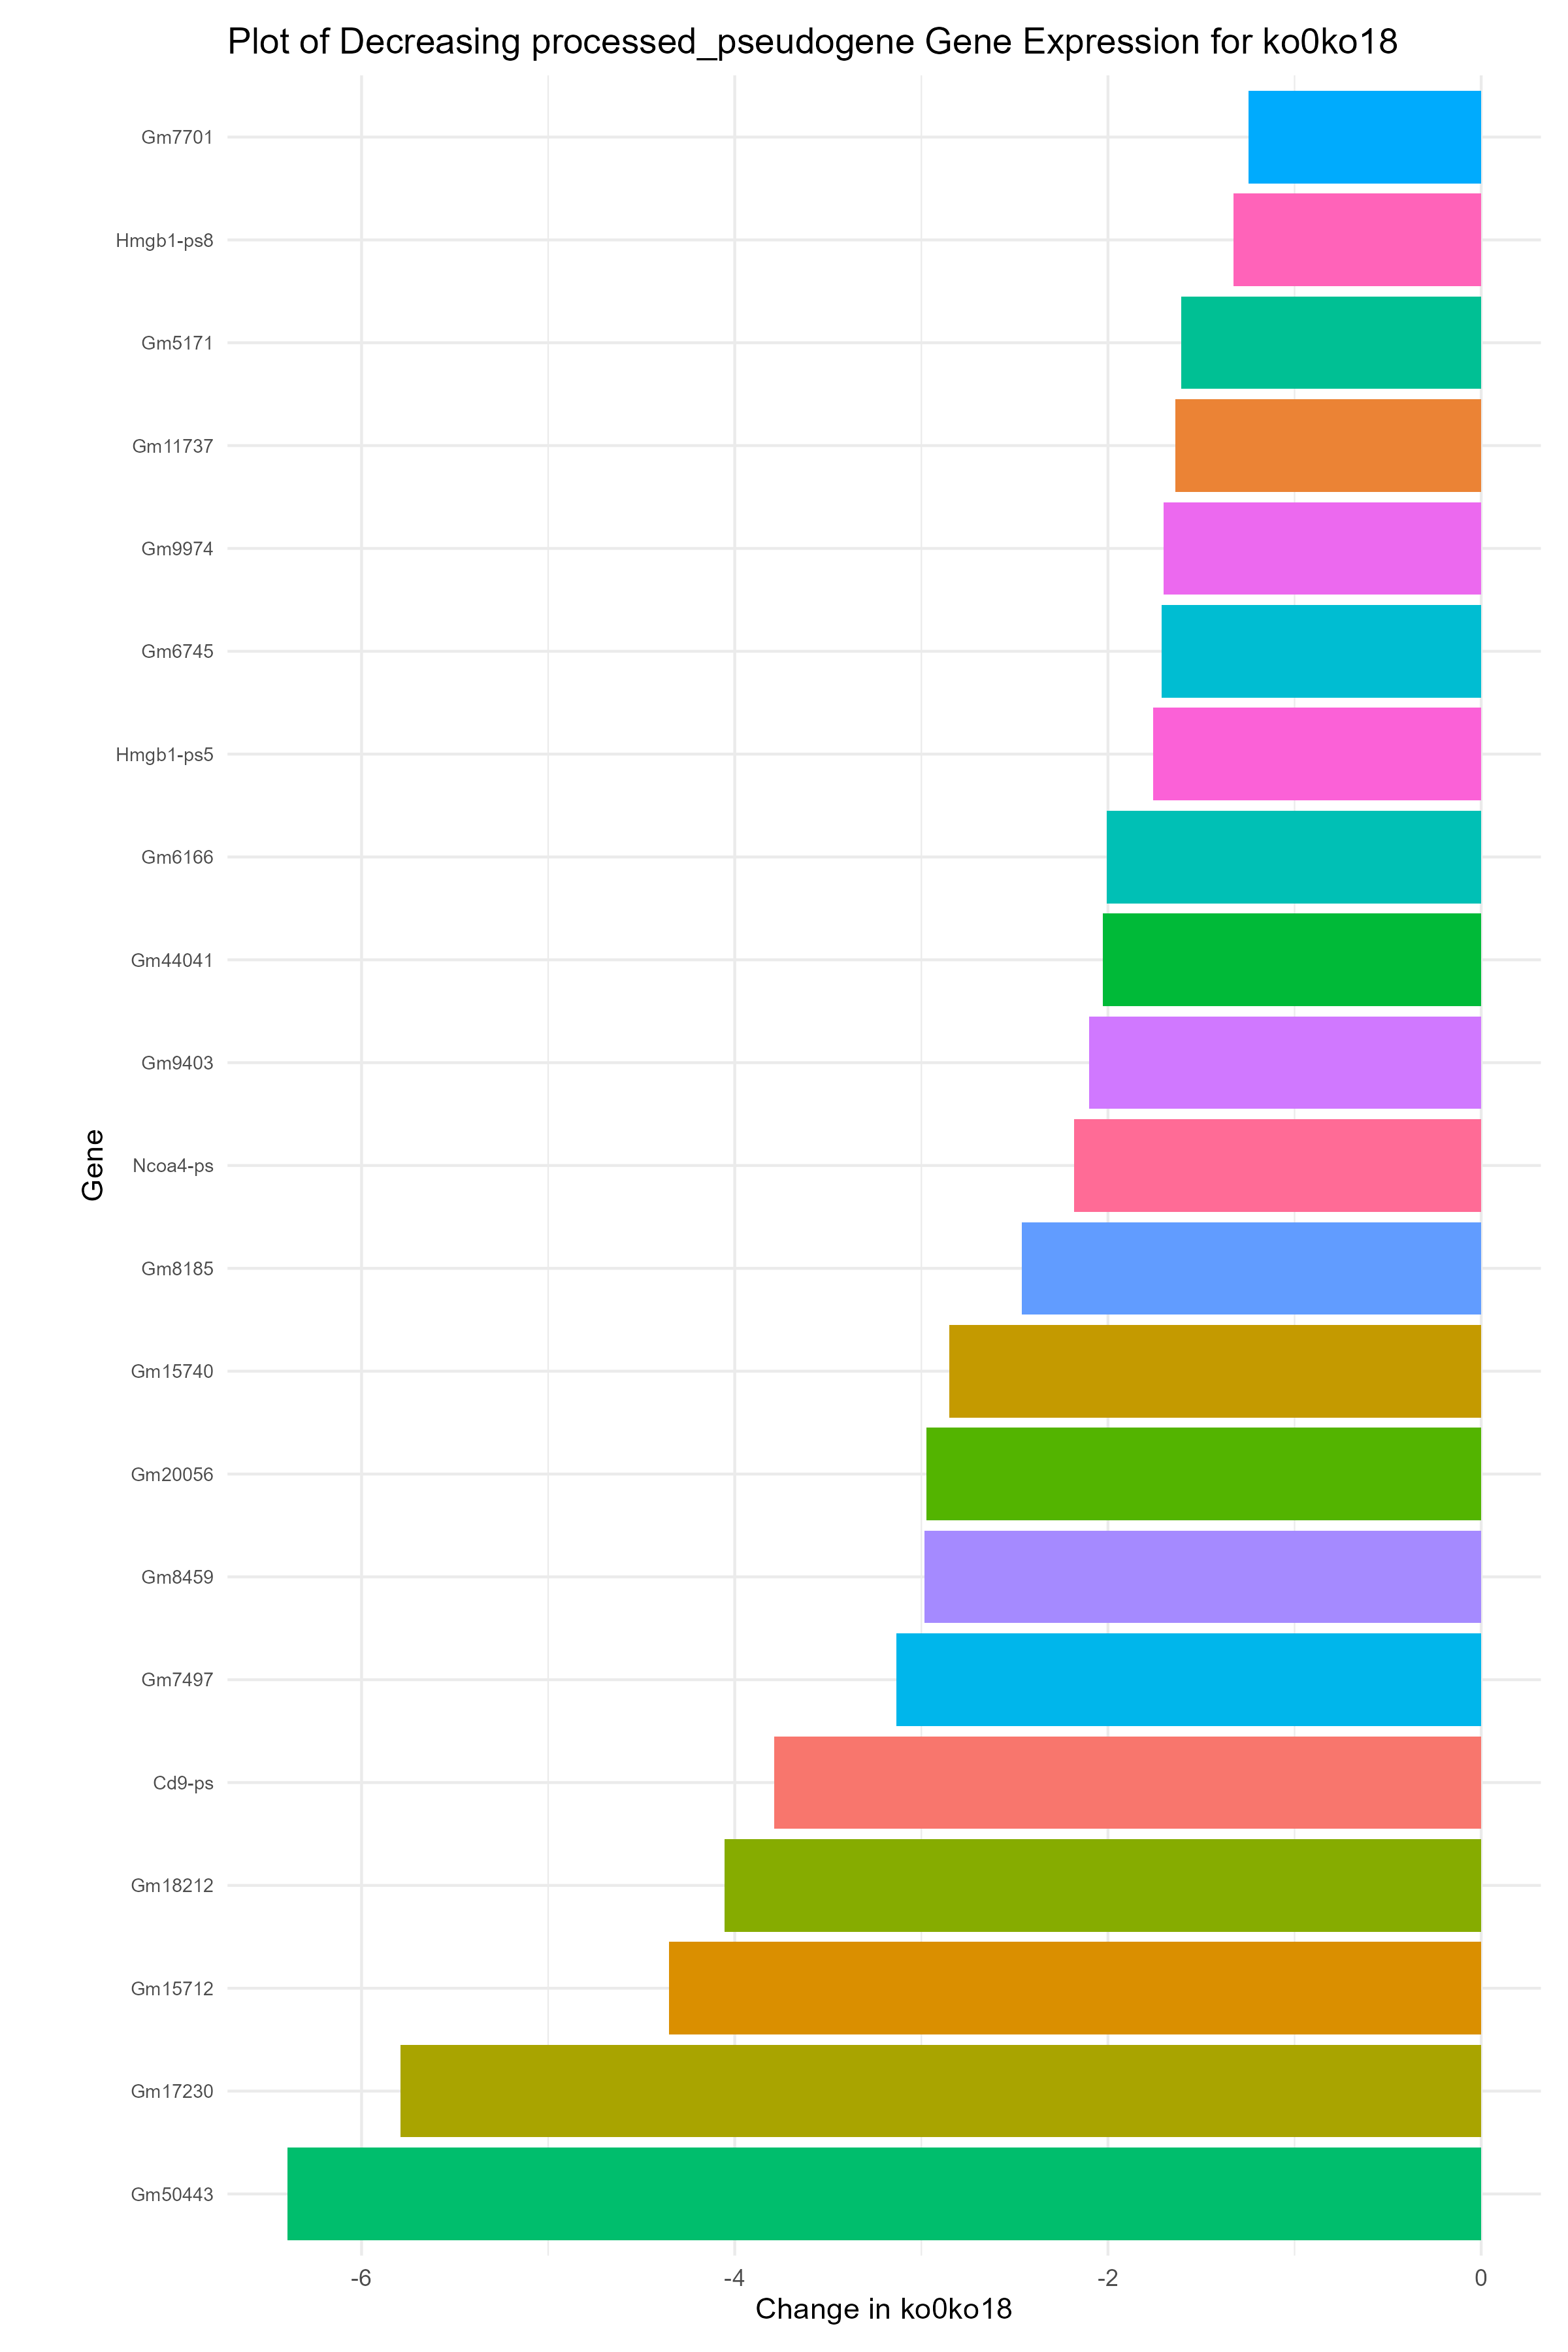 Plot of Decreasing processed_pseudogene Gene Expression for ko0ko18
Gm7701
Hmgb1-ps8
Gm5171
Gm11737
Gm9974
Gm6745
Hmgb1-ps5
Gm6166
Gm44041
Gm9403
Ncoa4-ps
Gene
Gm8185
Gm15740
Gm20056
Gm8459
Gm7497
Cd9-ps
Gm18212
Gm15712
Gm17230
Gm50443
-6 -4 -2 0
Change in ko0ko18